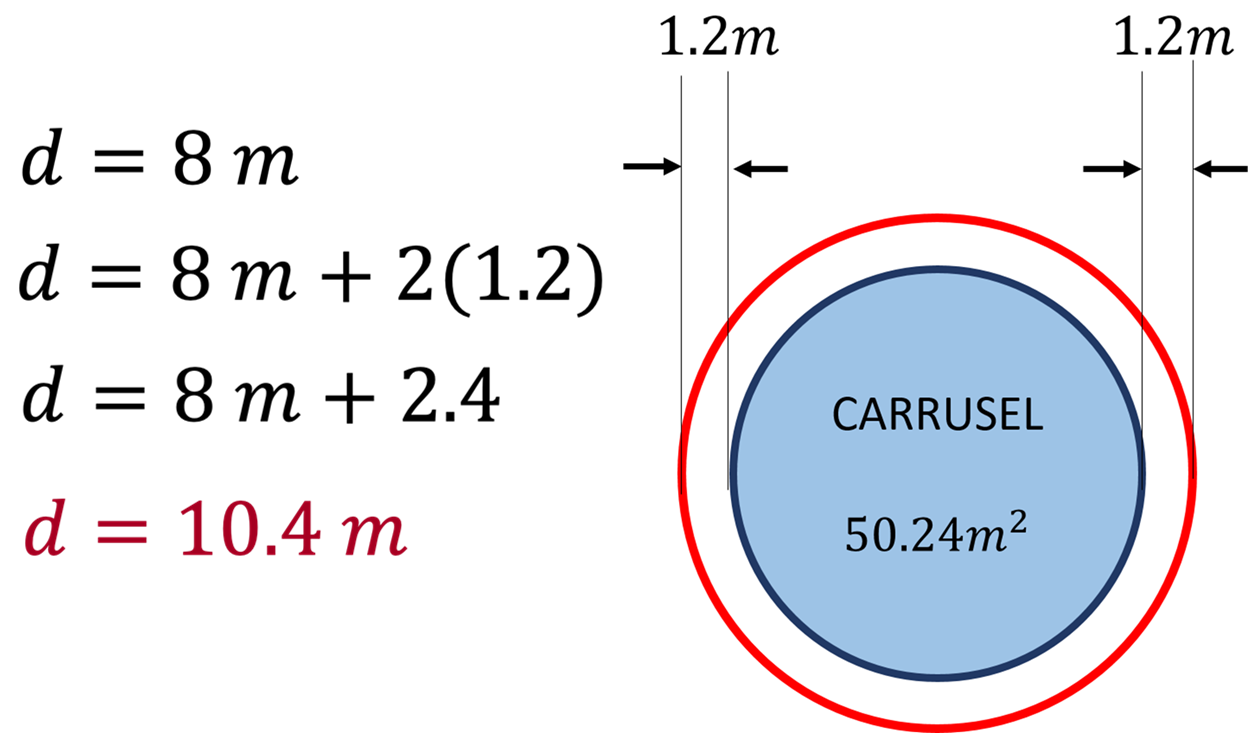 1.2m
1.2m
d = 8 m
d = 8 m + 2(1.2)
d = 8 m + 2.4
d = 10.4 m
CARRUSEL
50.24m²